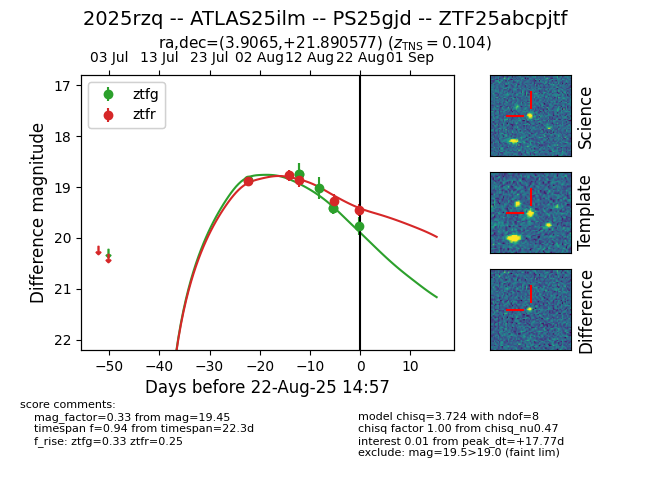 2025rzq -- ATLAS25ilm -- PS25gjd -- ZTF25abcpjtf
ra,dec=(3.9065,+21.890577) (z_TNS = 0.104)
03 Jul 13 Jul 23 Jul 02 Aug 12 Aug 22 Aug 01 Sep
17
18
19
20
21
22
Difference magnitude
ztfg
ztfr
−50 −40 −30 −20 −10 0 10
Days before 22-Aug-25 14:57
Science
Template
Difference
score comments:
mag_factor=0.33 from mag=19.45
timespan f=0.94 from timespan=22.3d
f_rise: ztfg=0.33 ztfr=0.25
model chisq=3.724 with ndof=8
chisq factor 1.00 from chisq_nu0.47
interest 0.01 from peak_dt=+17.77d
exclude: mag=19.5>19.0 (faint lim)